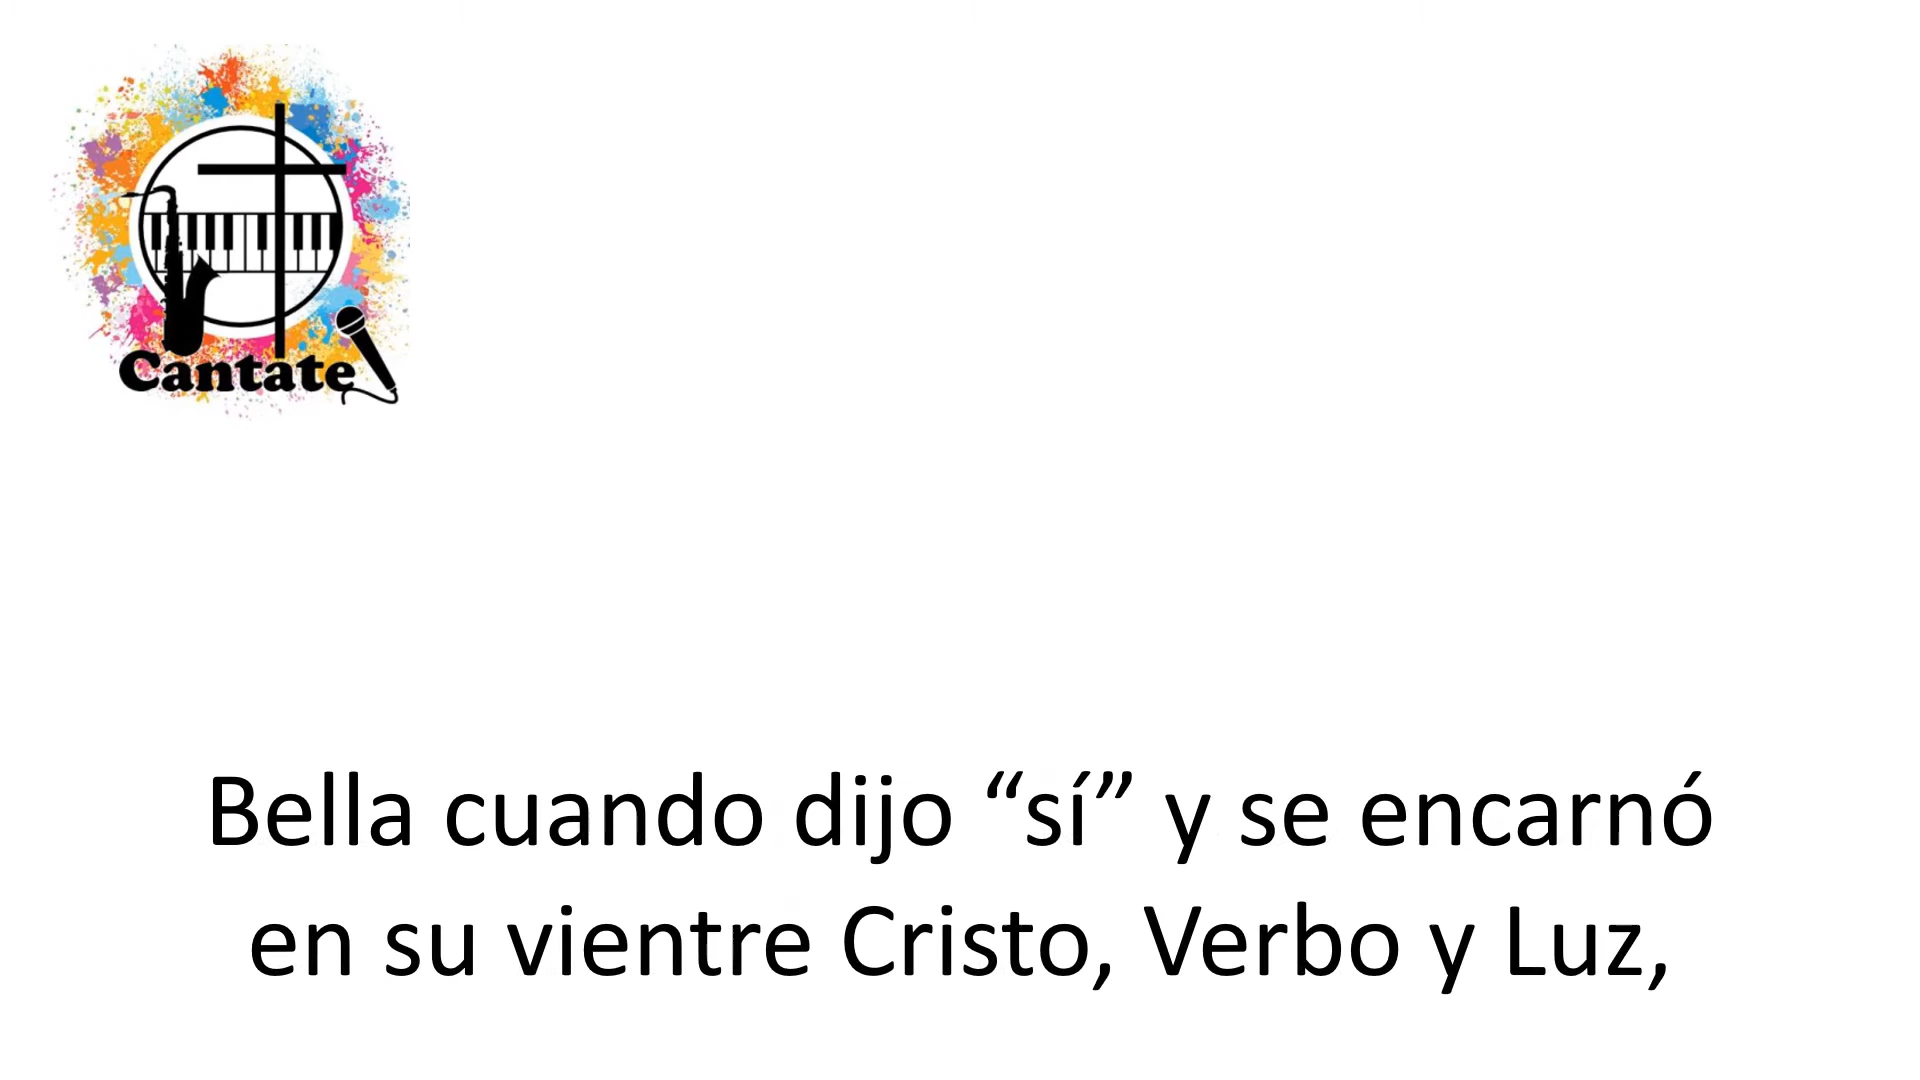 Cantate
Bella cuando dijo “sí” y se encarnó
en su vientre Cristo, Verbo y Luz,